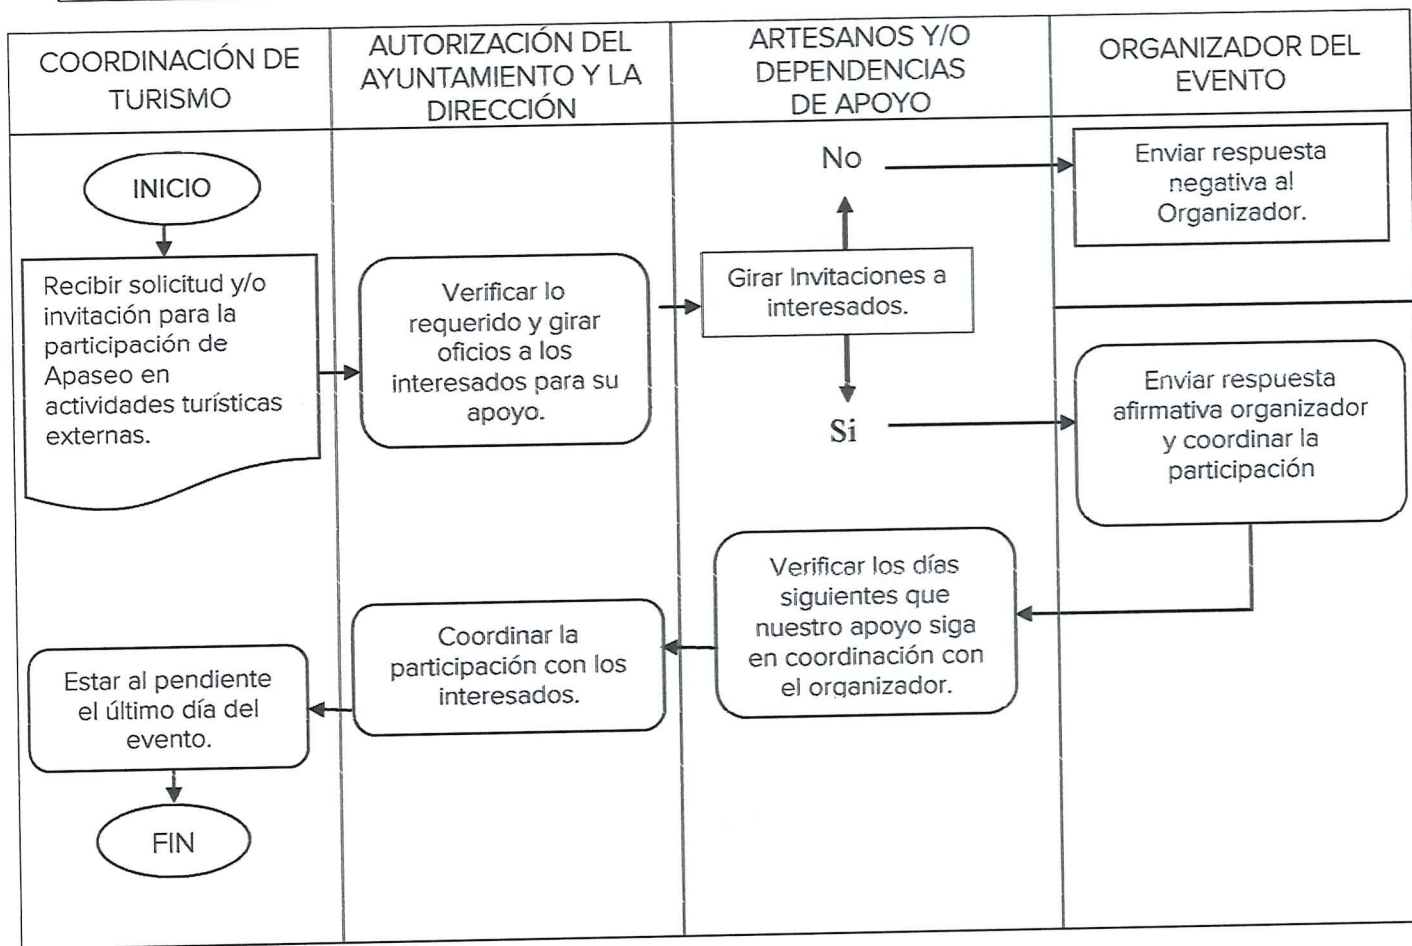 COORDINACIÓN DE
TURISMO
AUTORIZACIÓN DEL
AYUNTAMIENTO Y LA
DIRECCIÓN
ARTESANOS Y/O
DEPENDENCIAS
DE APOYO
ORGANIZADOR DEL
EVENTO
INICIO
Recibir solicitud y/o
invitación para la
participación de
Apaseo en
actividades turísticas
externas.
Verificar lo
requerido y girar
oficios a los
interesados para su
apoyo.
No
Girar Invitaciones a
interesados.
Si
Enviar respuesta
negativa al
Organizador.
Enviar respuesta
afirmativa organizador
y coordinar la
participación
Verificar los días
siguientes que
nuestro apoyo siga
en coordinación con
el organizador.
Coordinar la
participación con los
interesados.
Estar al pendiente
el último día del
evento.
FIN